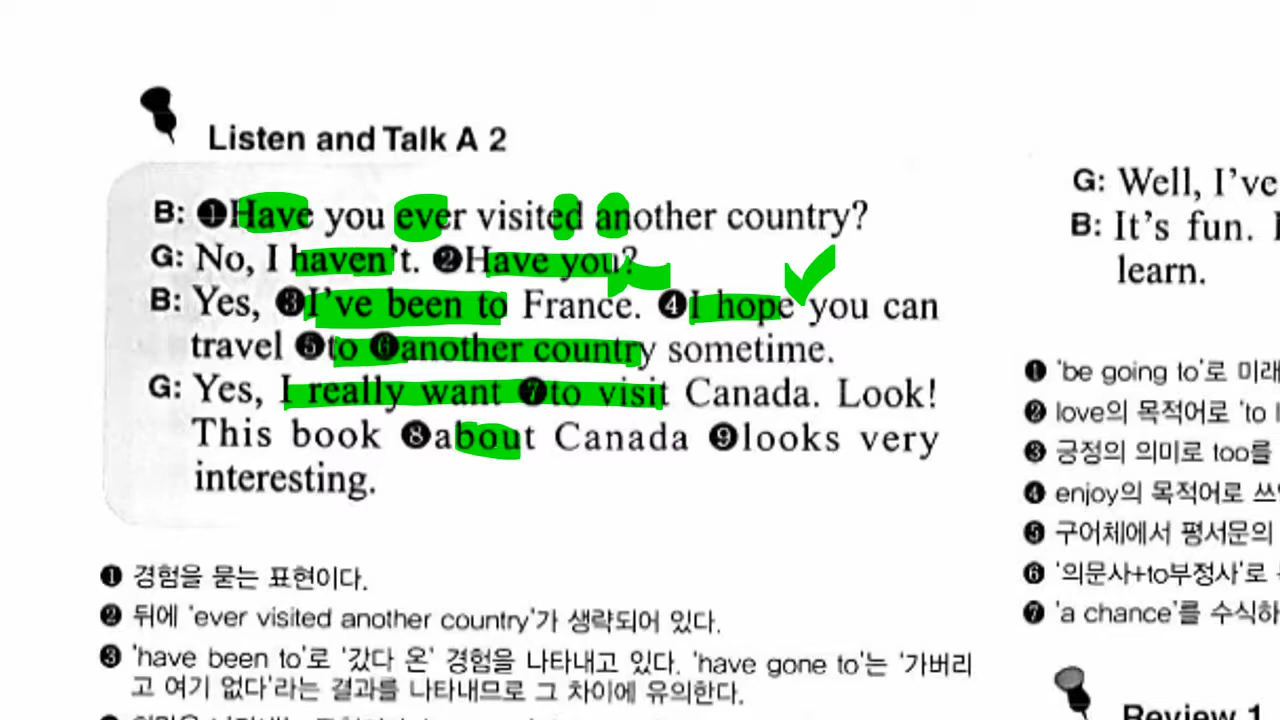 Listen and Talk A 2
B: ❶Have you ever visited another country?
G: No, I haven't. ❷Have you?
B: Yes, ❸I've been to France. ❹I hope you can
travel ❺to ❻another country sometime.
G: Yes, I really want ❼to visit Canada. Look!
This book ❽about Canada ❾looks very
interesting.
❶ 경험을 묻는 표현이다.
❷ 뒤에 'ever visited another country'가 생략되어 있다.
❸ 'have been to'로 '갔다 온' 경험을 나타내고 있다. 'have gone to'는 '가버리
고 여기 없다'라는 결과를 나타내므로 그 차이에 유의한다.
G: Well, I've
B: It's fun.
learn.
❶ 'be going to'로 미래
❷ love의 목적어로 'to
❸ 긍정의 의미로 too를
❹ enjoy의 목적어로
❺ 구어체에서 평서문의
❻ '의문사+to부정사'로
❼ 'a chance'를 수식하
Review 1